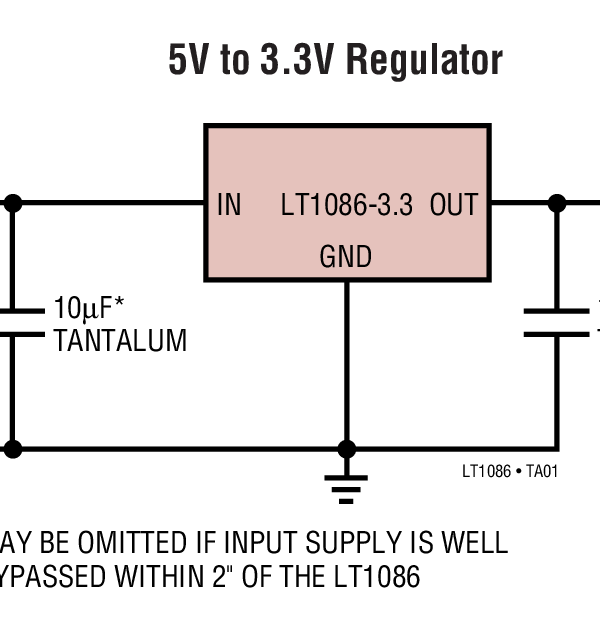 5V to 3.3V Regulator
IN LT1086-3.3 OUT
GND
10µF*
TANTALUM
LT1086 • TA01
AY BE OMITTED IF INPUT SUPPLY IS WELL
YPASSED WITHIN 2" OF THE LT1086